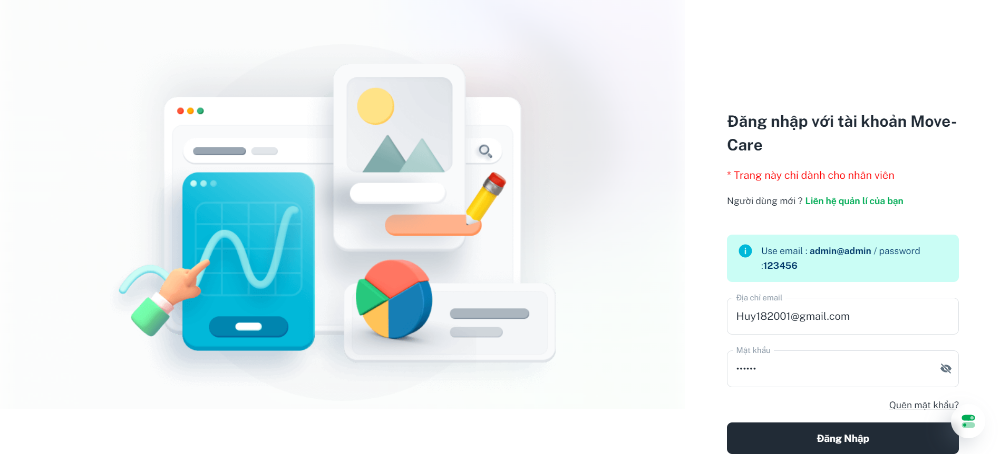 Đăng nhập với tài khoản Move-
Care
* Trang này chỉ dành cho nhân viên
Người dùng mới ? Liên hệ quản lí của bạn
Use email : admin@admin / password
:123456
Địa chỉ email
Huy182001@gmail.com
Mật khẩu
••••••
Quên mật khẩu?
Đăng Nhập